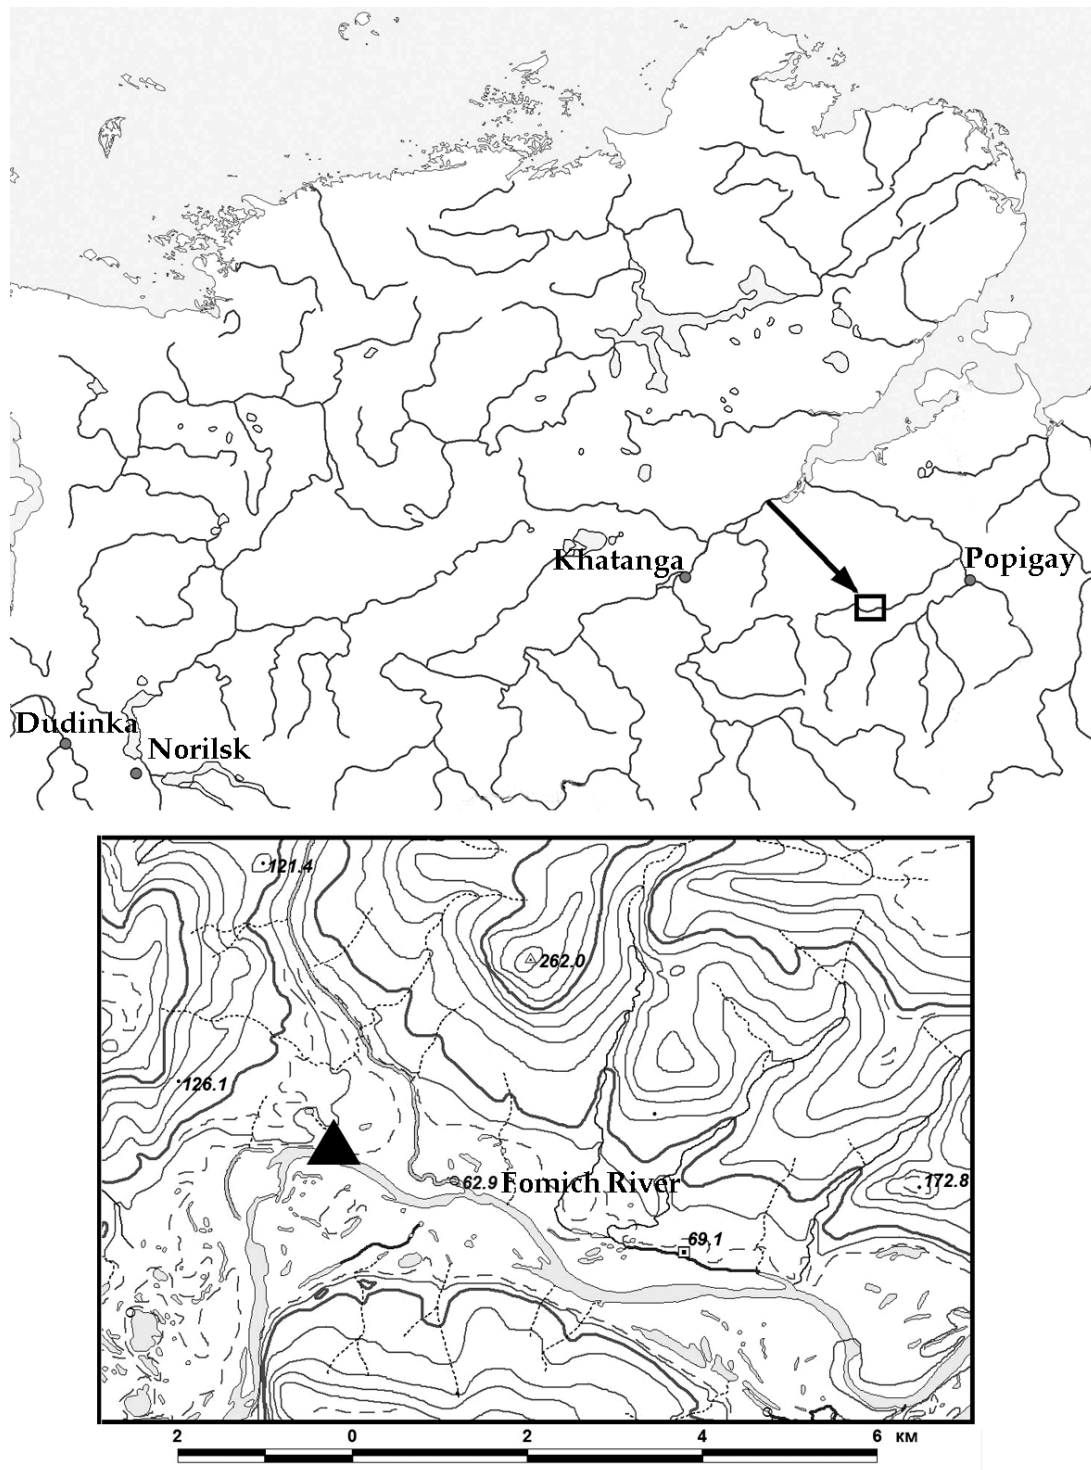 Khatanga
Popigay
Dudinka
Norilsk
121.4
262.0
126.1
62.9
Fomich River
172.8
69.1
2 0 2 4 6 км